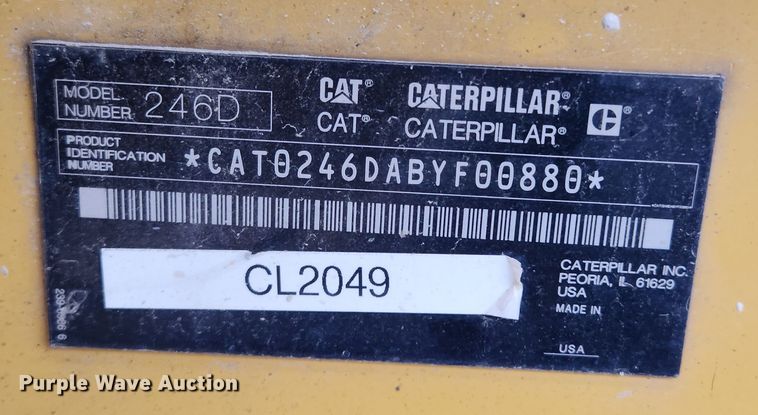 MODEL NUMBER 246D
CAT® CATERPILLAR®
CAT® CATERPILLAR®
PRODUCT IDENTIFICATION NUMBER *CAT0246DABYF00880*
CL2049
CATERPILLAR INC.
PEORIA, IL 61629
USA
MADE IN
USA
Purple Wave Auction